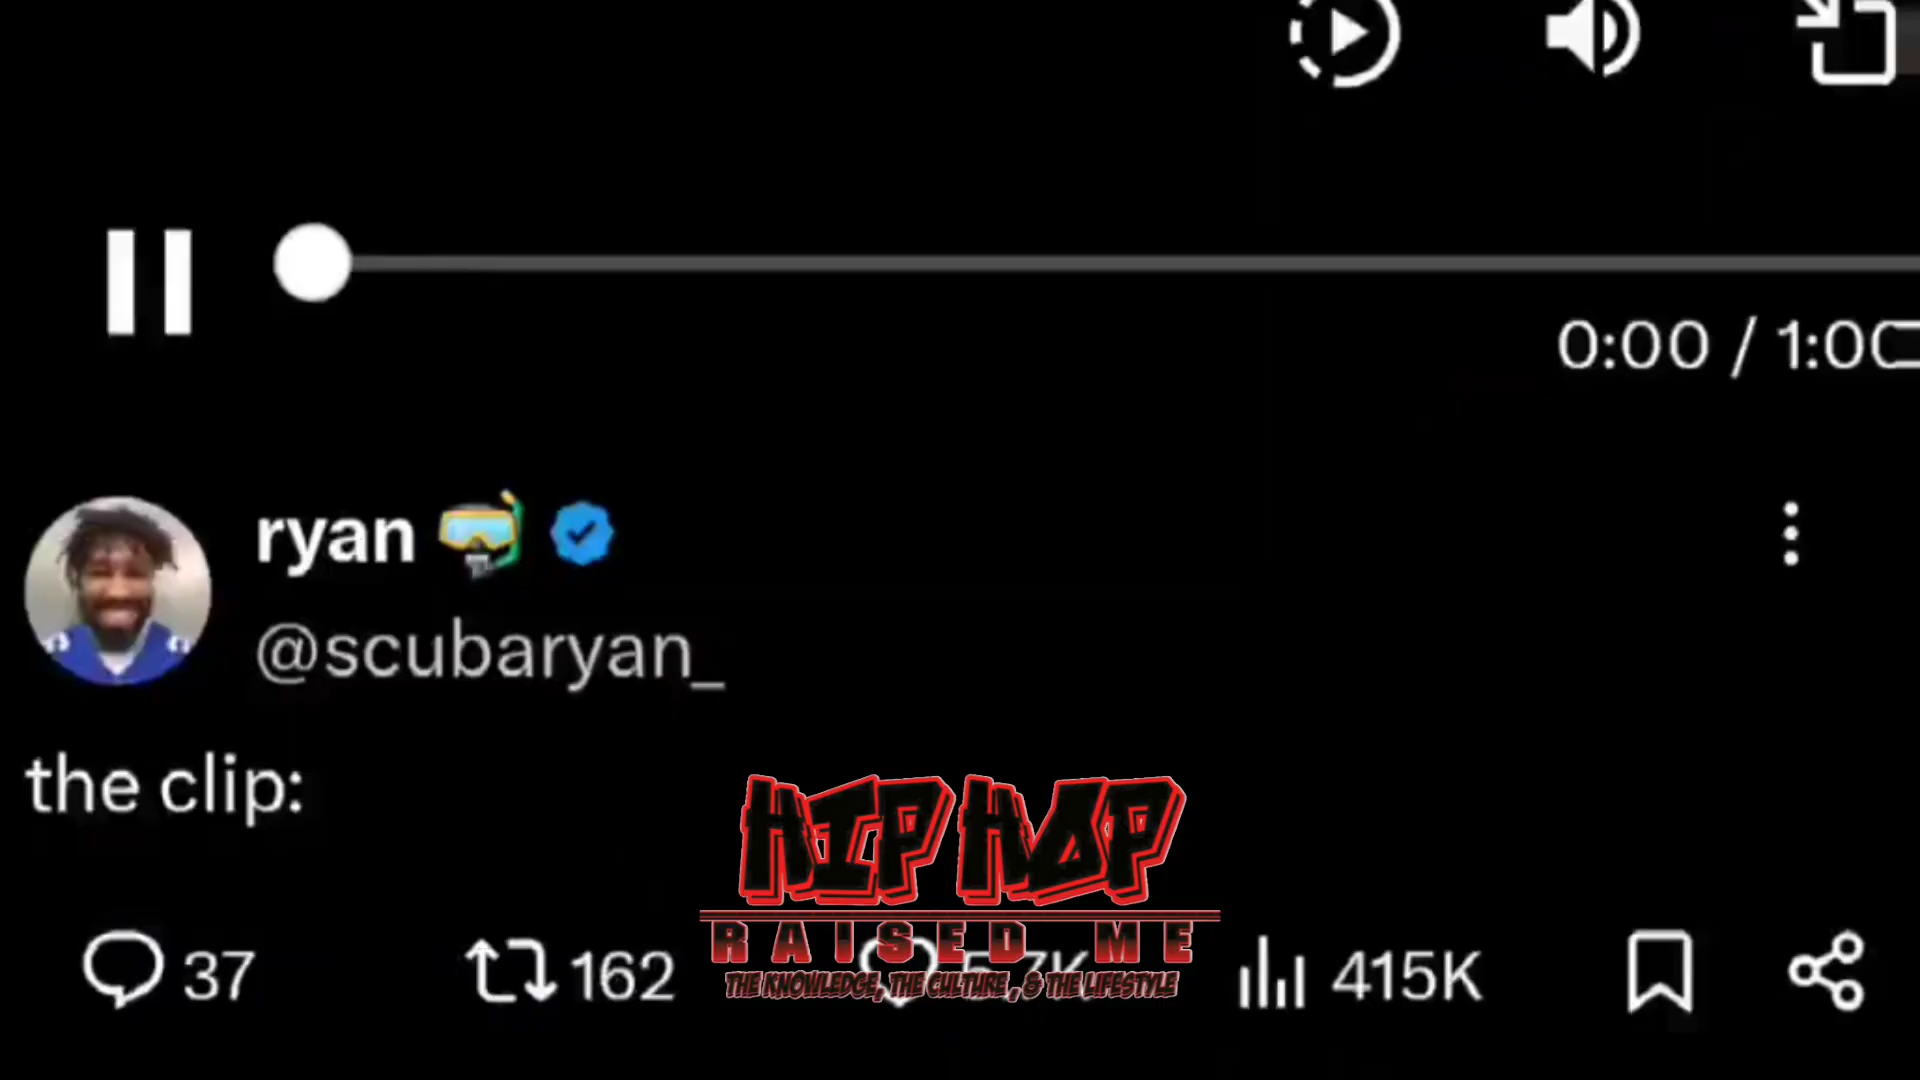 0:00 / 1:00
ryan
@scubaryan_
the clip:
HIP HOP
RAISED ME
THE KNOWLEDGE, THE CULTURE, & THE LIFESTYLE
37 162 415K